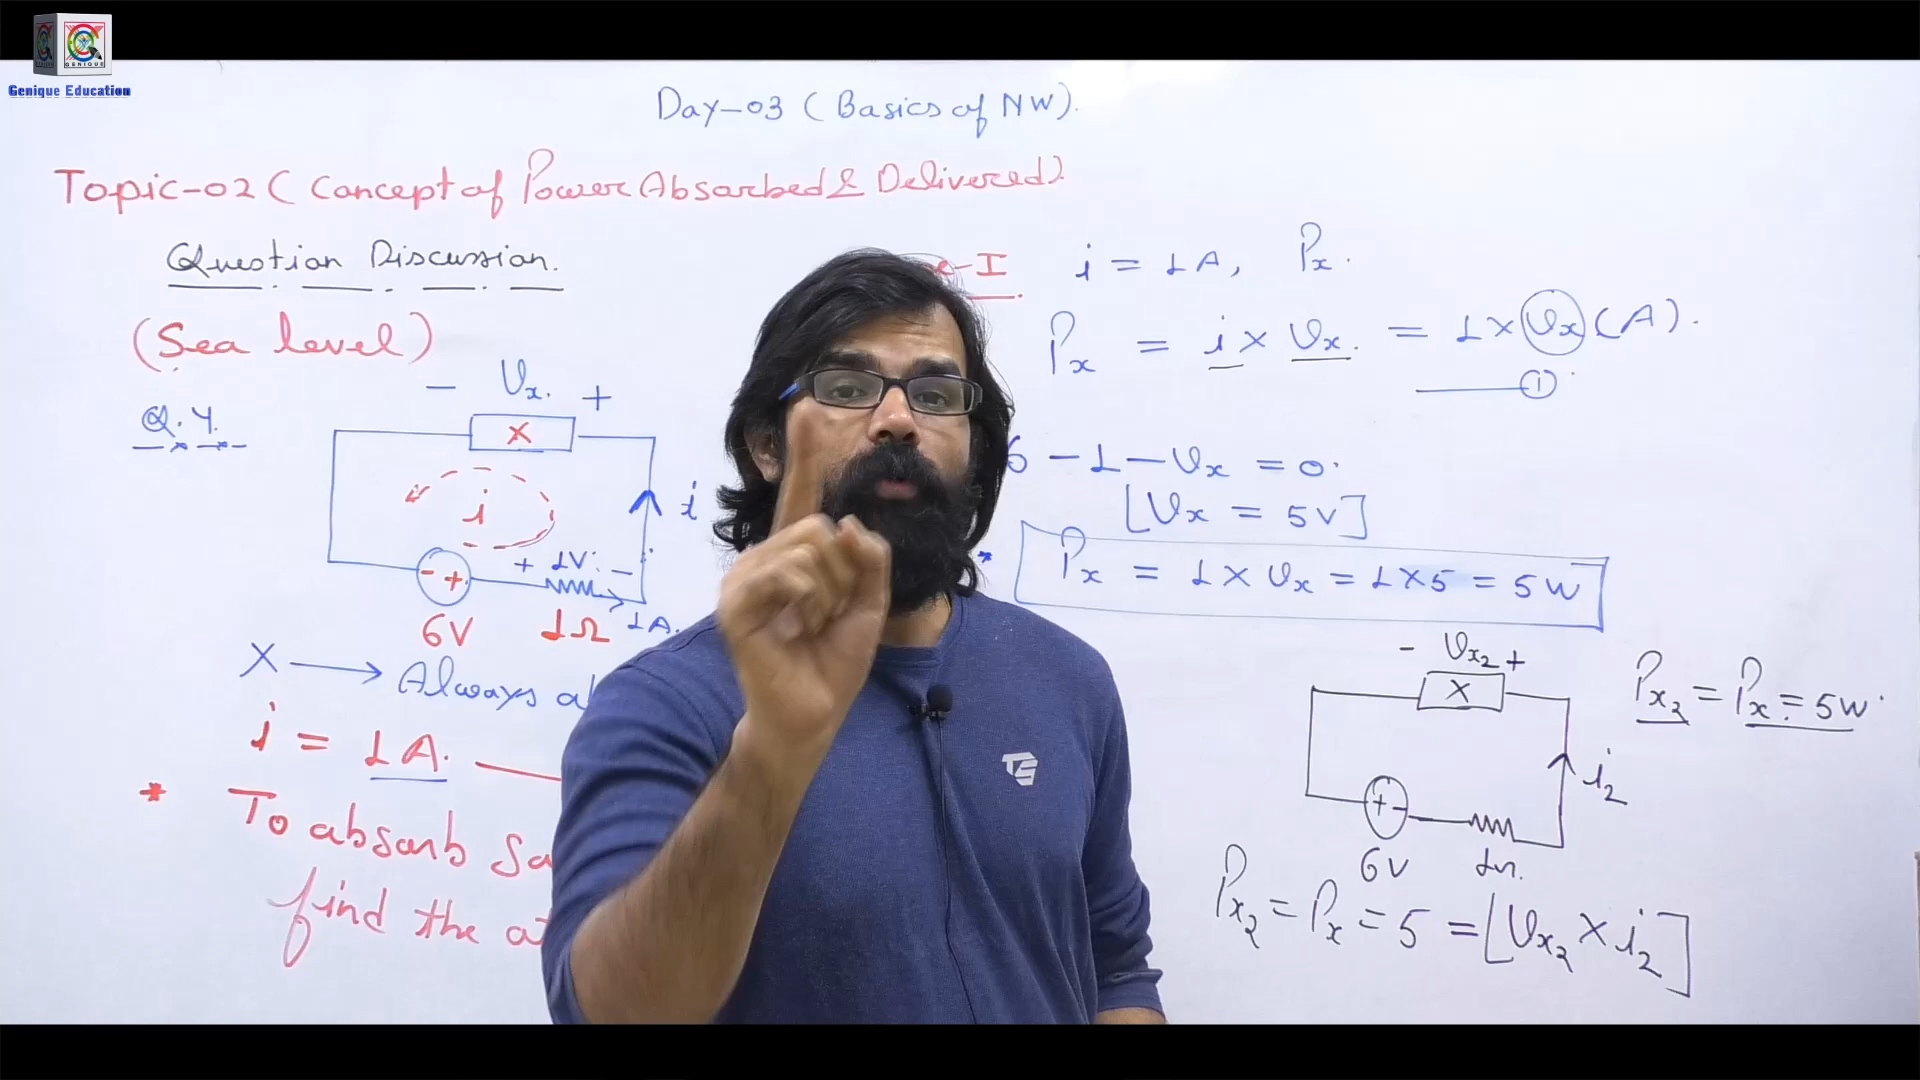 GENIQUE
Genique Education
Day-03 (Basics of NW).
Topic-02 (Concept of Power Absorbed & Delivered)
Question Discussion.
(Sea level)
Q.4.
- Vx. +
X
i
i
- +
+ 1V: -
6V
1Ω
1A.
X → Always
i = 1A.
* To absorb
find the
-I
i = 1A, Px.
Px = i × Vx. = 1 × Vx (A).
①
6 - 1 - Vx = 0.
[Vx = 5V]
* Px = 1 × Vx = 1×5 = 5W
- Vx2 +
X
Px2 = Px = 5W.
i2
+ -
6V
1Ω.
Px2 = Px = 5 = [Vx2 × i2]
TS